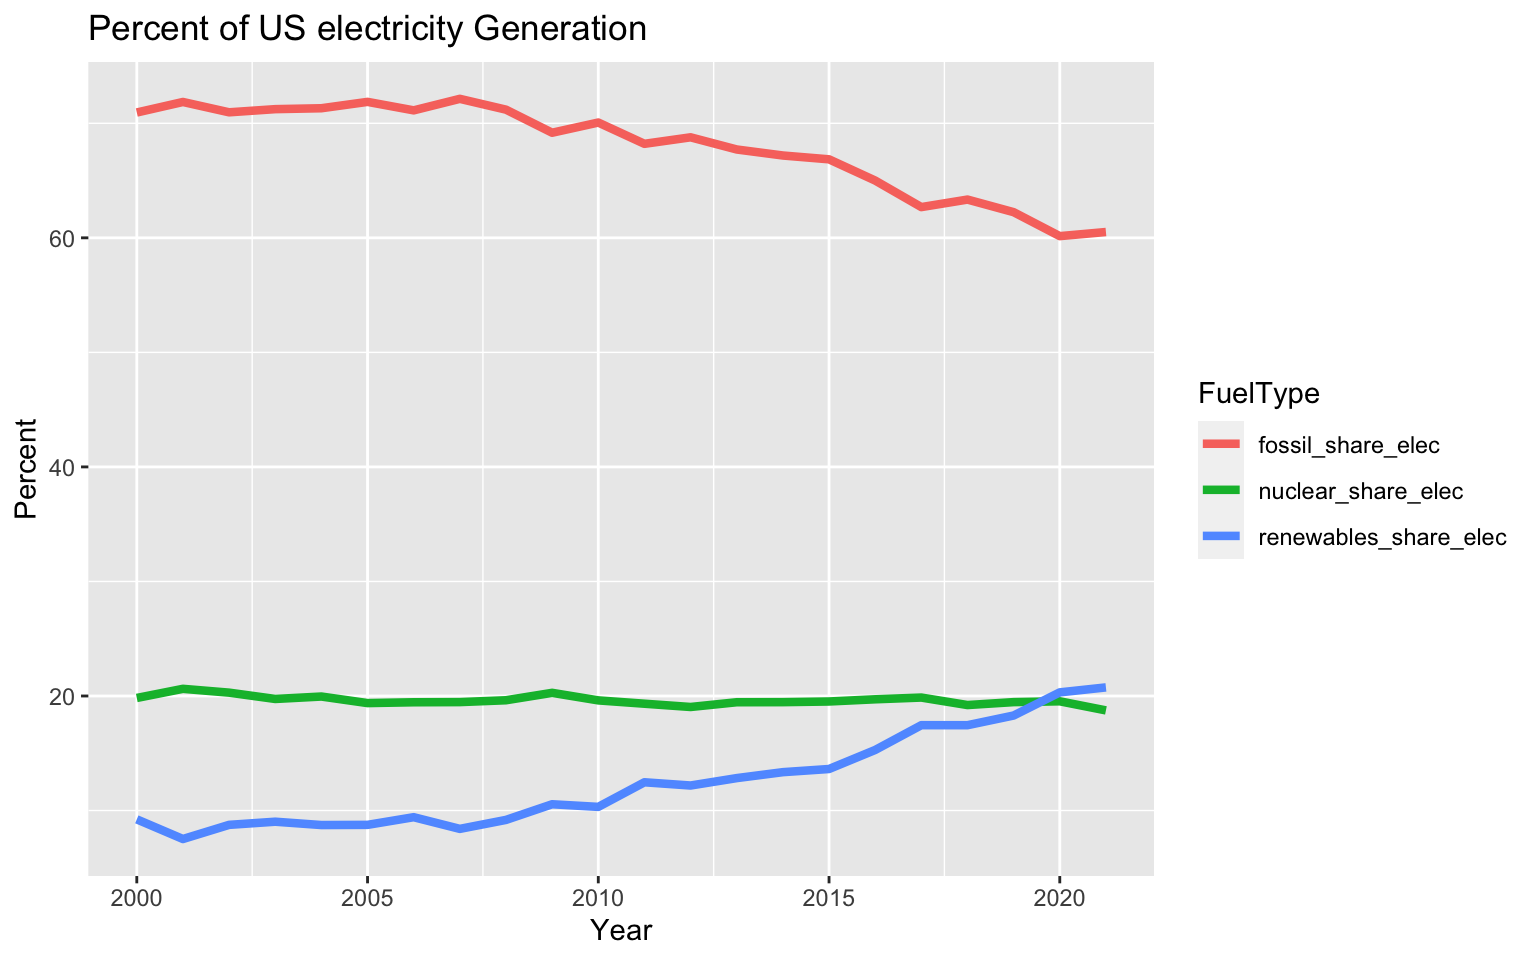 Percent of US electricity Generation
Percent
60
40
20
2000 2005 2010 2015 2020
Year
FuelType
fossil_share_elec
nuclear_share_elec
renewables_share_elec